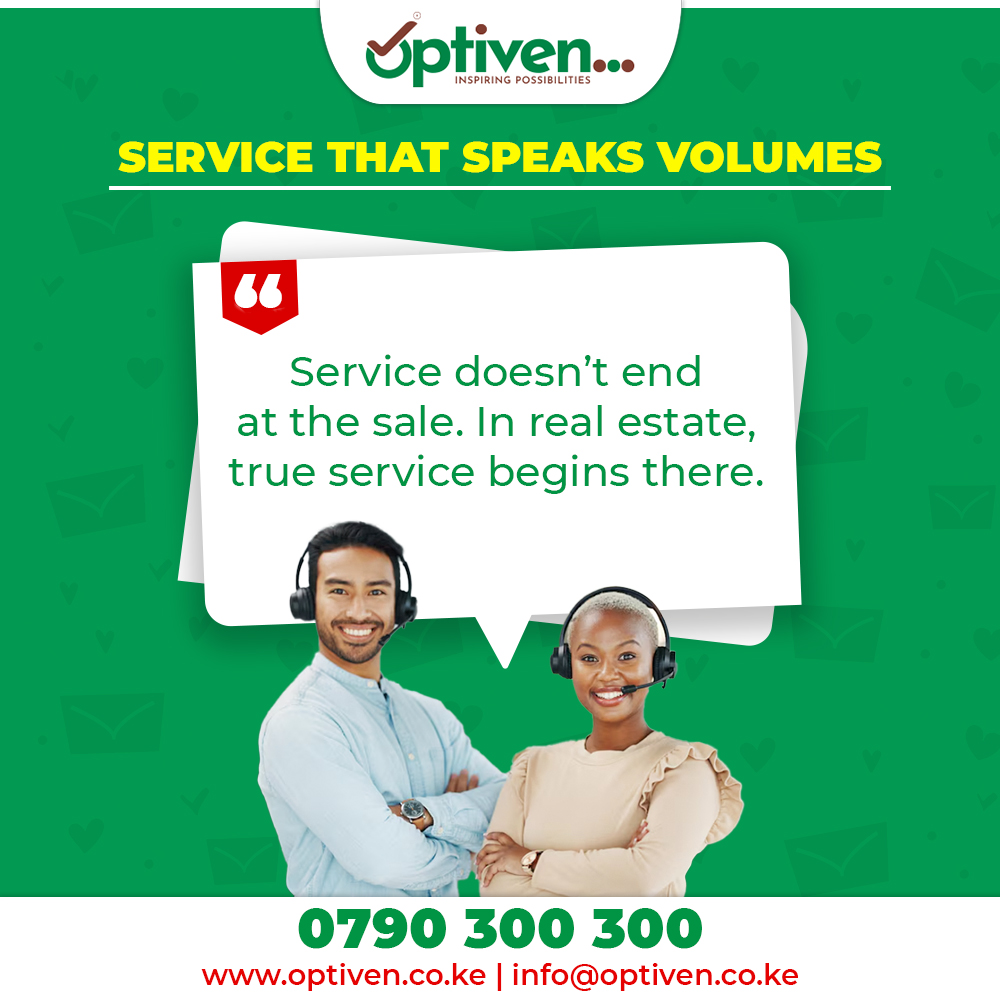 Optiven...
INSPIRING POSSIBILITIES
SERVICE THAT SPEAKS VOLUMES
“
Service doesn’t end
at the sale. In real estate,
true service begins there.
0790 300 300
www.optiven.co.ke | info@optiven.co.ke